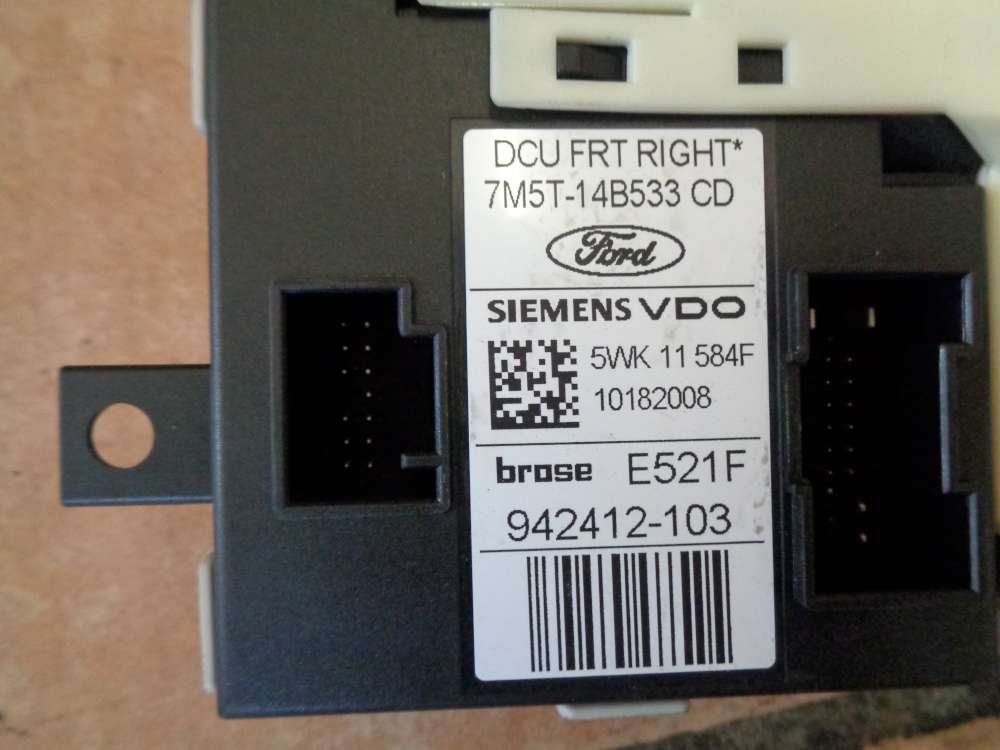 DCU FRT RIGHT*
7M5T-14B533 CD
Ford
SIEMENS VDO
5WK 11 584F
10182008
brose E521F
942412-103